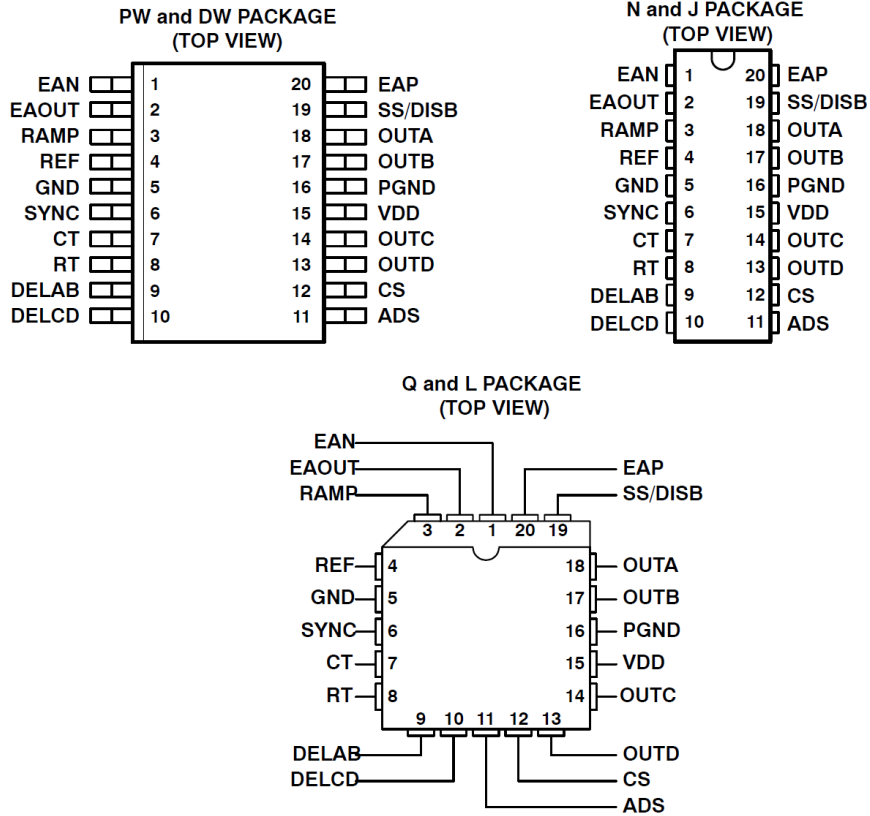 PW and DW PACKAGE
(TOP VIEW)
EAN 1 20 EAP
EAOUT 2 19 SS/DISB
RAMP 3 18 OUTA
REF 4 17 OUTB
GND 5 16 PGND
SYNC 6 15 VDD
CT 7 14 OUTC
RT 8 13 OUTD
DELAB 9 12 CS
DELCD 10 11 ADS
N and J PACKAGE
(TOP VIEW)
EAN 1 20 EAP
EAOUT 2 19 SS/DISB
RAMP 3 18 OUTA
REF 4 17 OUTB
GND 5 16 PGND
SYNC 6 15 VDD
CT 7 14 OUTC
RT 8 13 OUTD
DELAB 9 12 CS
DELCD 10 11 ADS
Q and L PACKAGE
(TOP VIEW)
EAN
EAOUT EAP
RAMP SS/DISB
3 2 1 20 19
REF 4 18 OUTA
GND 5 17 OUTB
SYNC 6 16 PGND
CT 7 15 VDD
RT 8 14 OUTC
9 10 11 12 13
DELAB OUTD
DELCD CS
ADS